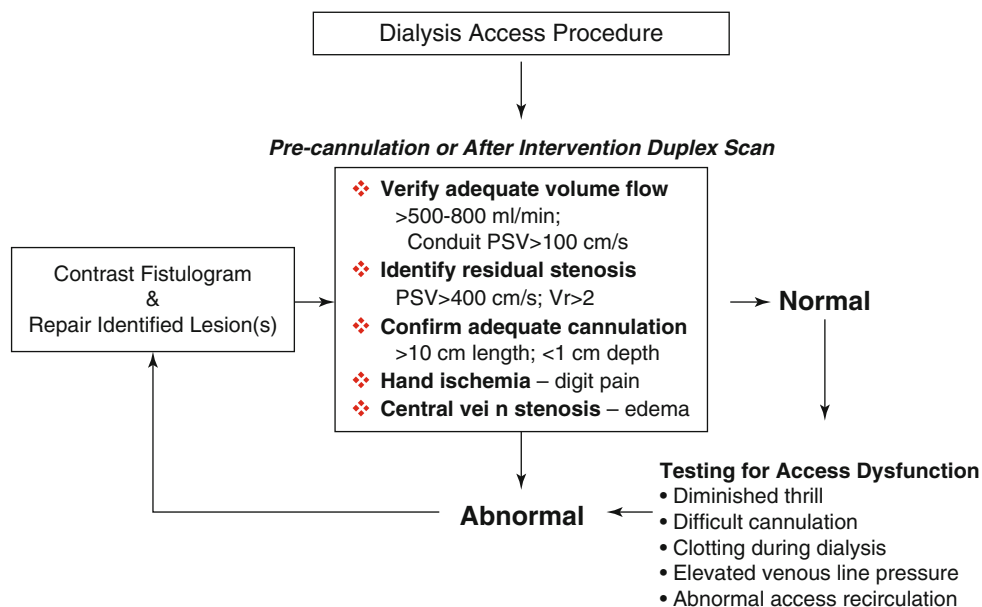 Dialysis Access Procedure
Pre-cannulation or After Intervention Duplex Scan
❖ Verify adequate volume flow
>500-800 ml/min;
Conduit PSV>100 cm/s
❖ Identify residual stenosis
PSV>400 cm/s; Vr>2
❖ Confirm adequate cannulation
>10 cm length; <1 cm depth
❖ Hand ischemia – digit pain
❖ Central vei n stenosis – edema
Contrast Fistulogram
&
Repair Identified Lesion(s)
Normal
Testing for Access Dysfunction
• Diminished thrill
• Difficult cannulation
• Clotting during dialysis
• Elevated venous line pressure
• Abnormal access recirculation
Abnormal